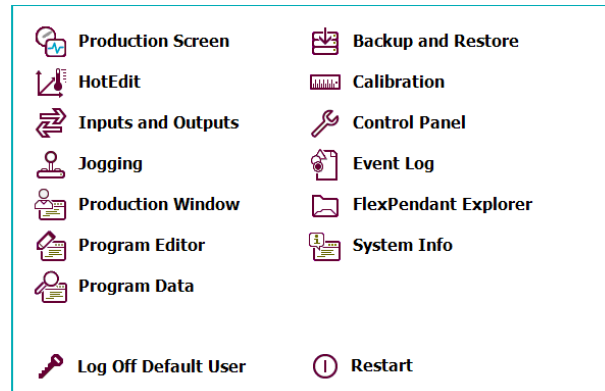 Production Screen
HotEdit
Inputs and Outputs
Jogging
Production Window
Program Editor
Program Data
Log Off Default User
Backup and Restore
Calibration
Control Panel
Event Log
FlexPendant Explorer
System Info
Restart